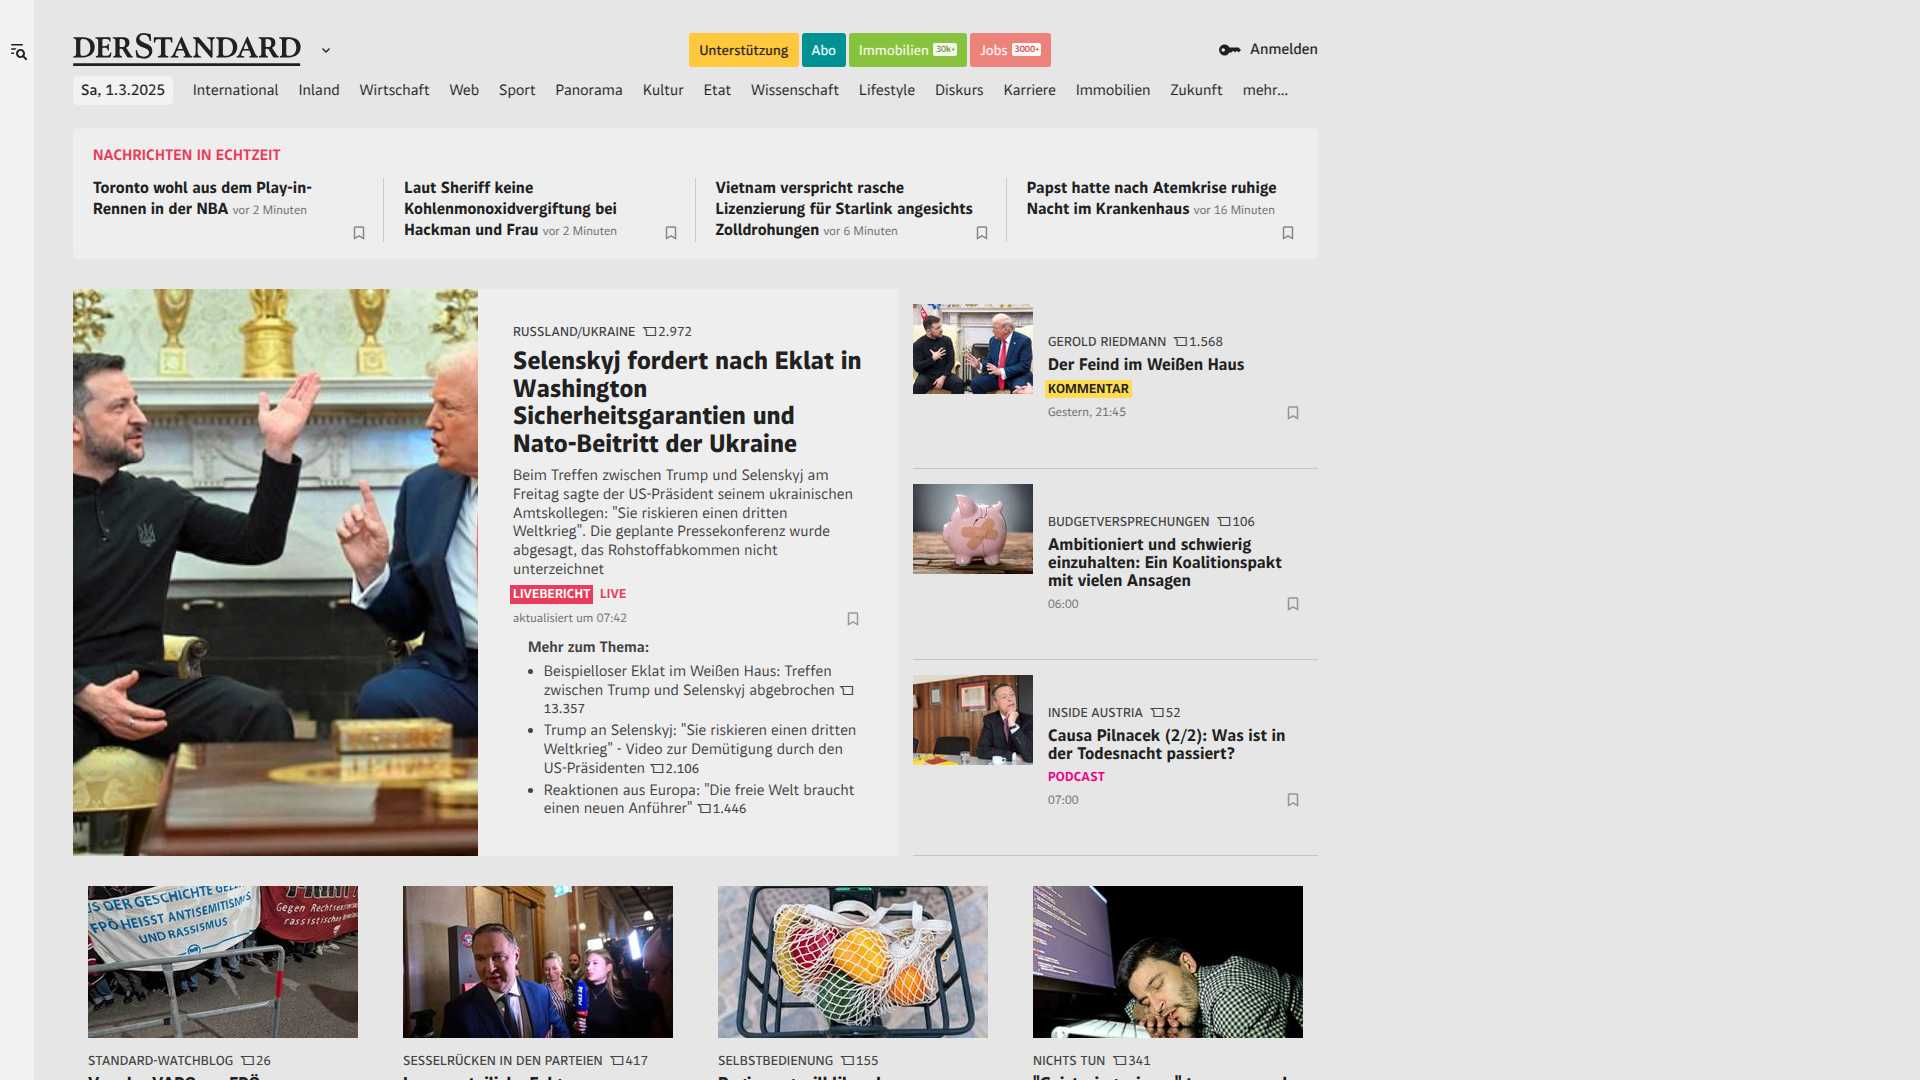 DERSTANDARD
Unterstützung
Abo
Immobilien 30k+
Jobs 3000+
Anmelden
Sa, 1.3.2025
International
Inland
Wirtschaft
Web
Sport
Panorama
Kultur
Etat
Wissenschaft
Lifestyle
Diskurs
Karriere
Immobilien
Zukunft
mehr...
NACHRICHTEN IN ECHTZEIT
Toronto wohl aus dem Play-in-
Rennen in der NBA vor 2 Minuten
Laut Sheriff keine
Kohlenmonoxidvergiftung bei
Hackman und Frau vor 2 Minuten
Vietnam verspricht rasche
Lizenzierung für Starlink angesichts
Zolldrohungen vor 6 Minuten
Papst hatte nach Atemkrise ruhige
Nacht im Krankenhaus vor 16 Minuten
RUSSLAND/UKRAINE 2.972
Selenskyj fordert nach Eklat in
Washington
Sicherheitsgarantien und
Nato-Beitritt der Ukraine
Beim Treffen zwischen Trump und Selenskyj am
Freitag sagte der US-Präsident seinem ukrainischen
Amtskollegen: "Sie riskieren einen dritten
Weltkrieg". Die geplante Pressekonferenz wurde
abgesagt, das Rohstoffabkommen nicht
unterzeichnet
LIVEBERICHT LIVE
aktualisiert um 07:42
Mehr zum Thema:
Beispielloser Eklat im Weißen Haus: Treffen
zwischen Trump und Selenskyj abgebrochen
13.357
Trump an Selenskyj: "Sie riskieren einen dritten
Weltkrieg" - Video zur Demütigung durch den
US-Präsidenten 2.106
Reaktionen aus Europa: "Die freie Welt braucht
einen neuen Anführer" 1.446
GEROLD RIEDMANN 1.568
Der Feind im Weißen Haus
KOMMENTAR
Gestern, 21:45
BUDGETVERSPRECHUNGEN 106
Ambitioniert und schwierig
einzuhalten: Ein Koalitionspakt
mit vielen Ansagen
06:00
INSIDE AUSTRIA 52
Causa Pilnacek (2/2): Was ist in
der Todesnacht passiert?
PODCAST
07:00
DER GESCHICHTE
FPÖ HEISST ANTISEMITISMUS
UND RASSISMUS
Gegen
STANDARD-WATCHBLOG 26
SESSELRÜCKEN IN DEN PARTEIEN 417
SELBSTBEDIENUNG 155
NICHTS TUN 341